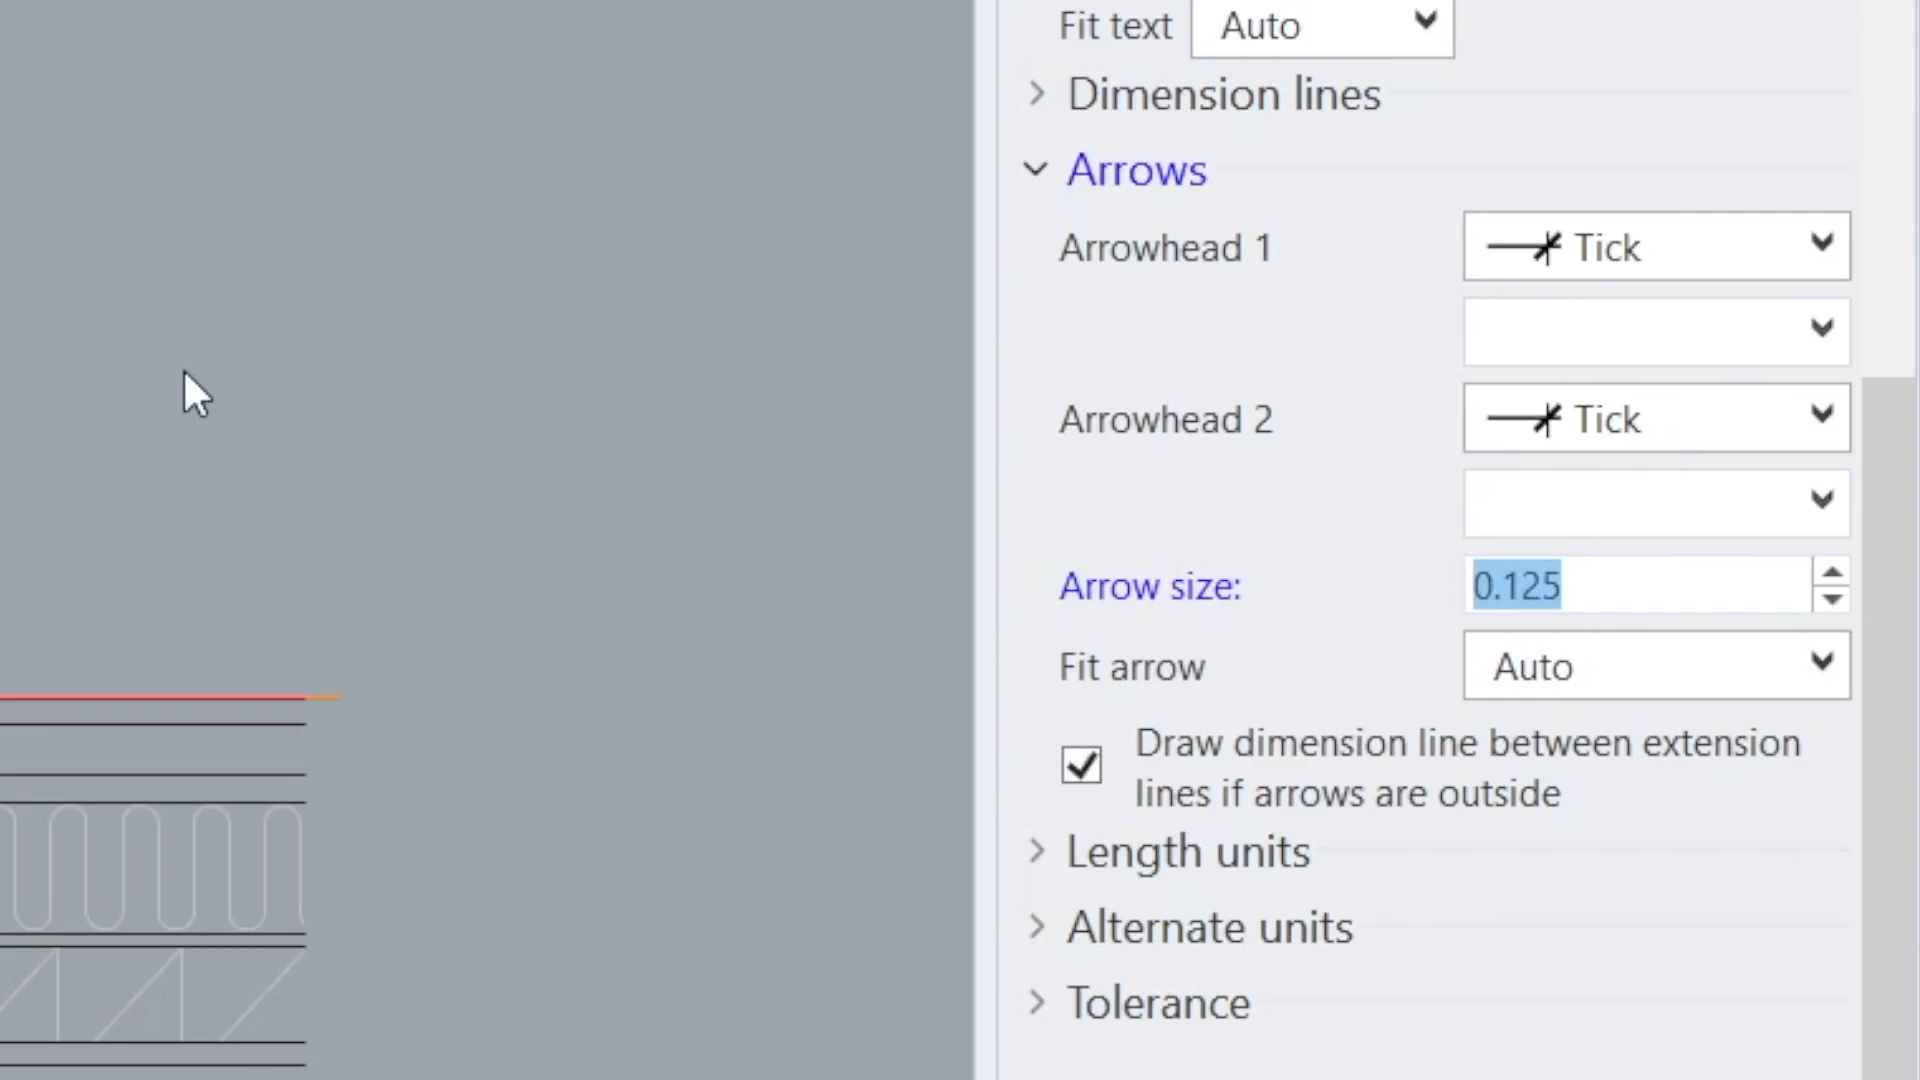 Fit text Auto
Dimension lines
Arrows
Arrowhead 1 Tick
Arrowhead 2 Tick
Arrow size: 0.125
Fit arrow Auto
Draw dimension line between extension
lines if arrows are outside
Length units
Alternate units
Tolerance